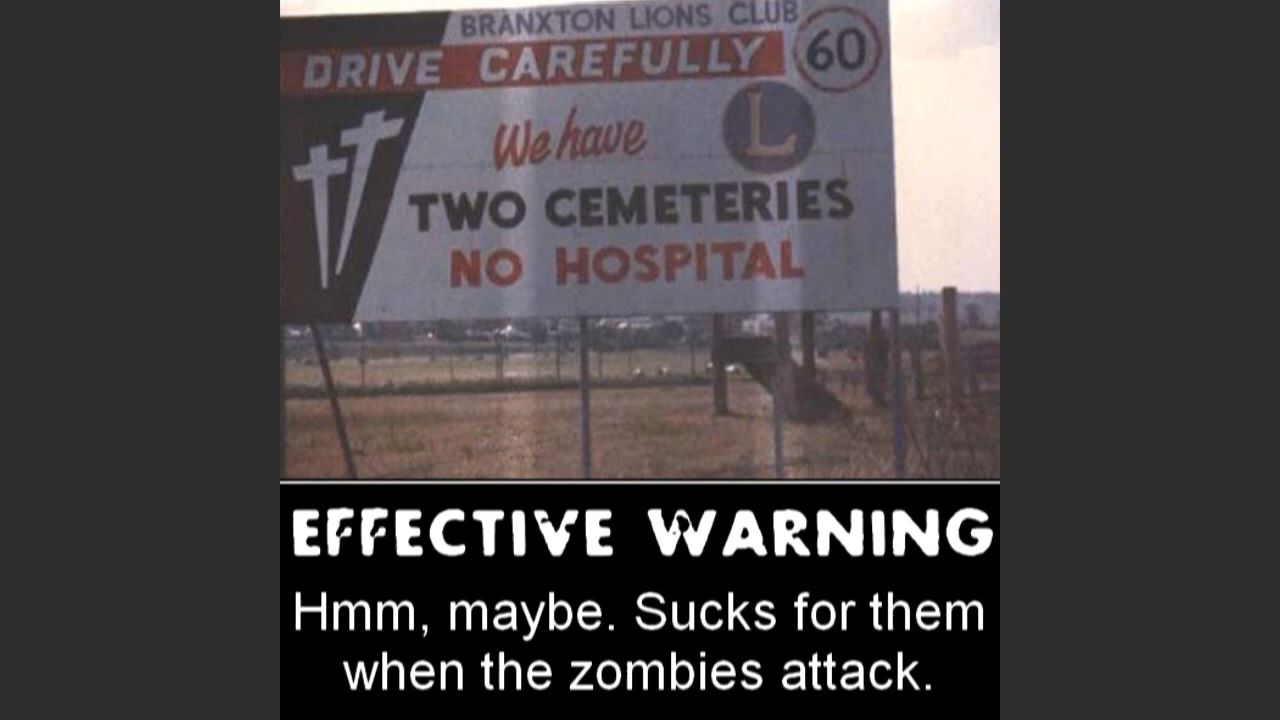 BRANXTON LIONS CLUB
DRIVE CAREFULLY 60
We have L
TWO CEMETERIES
NO HOSPITAL
EFFECTIVE WARNING
Hmm, maybe. Sucks for them
when the zombies attack.